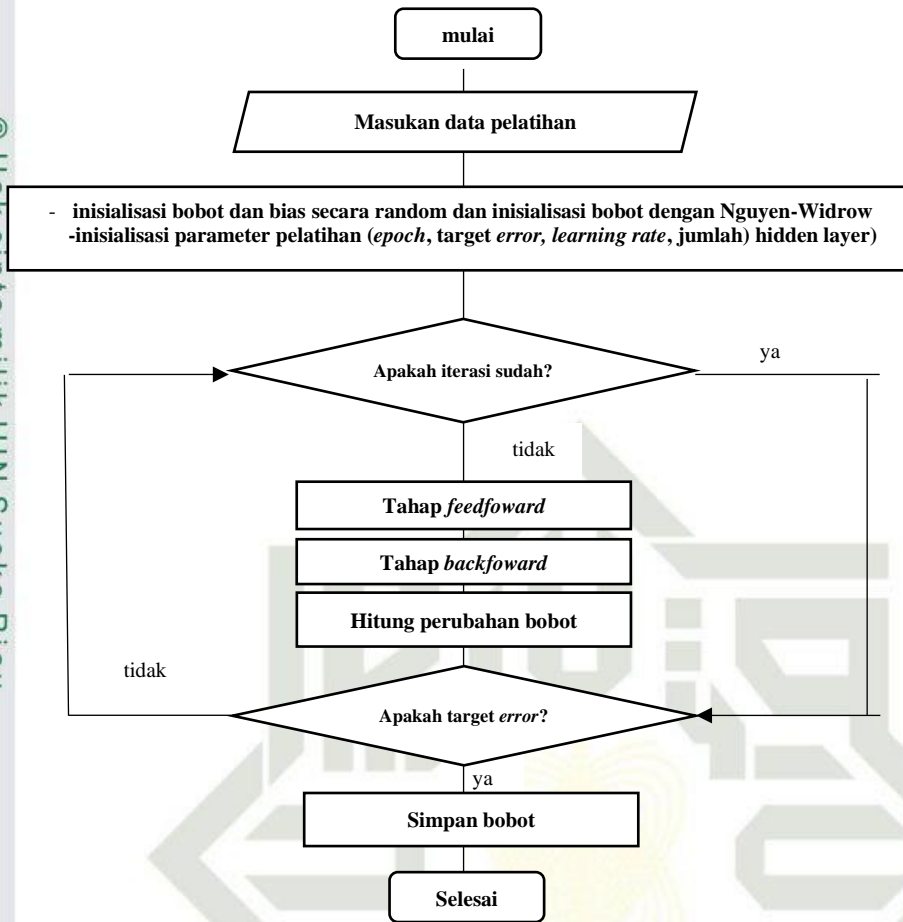 mulai
Masukan data pelatihan
- inisialisasi bobot dan bias secara random dan inisialisasi bobot dengan Nguyen-Widrow
-inisialisasi parameter pelatihan (epoch, target error, learning rate, jumlah) hidden layer)
Apakah iterasi sudah?
ya
tidak
Tahap feedfoward
Tahap backfoward
Hitung perubahan bobot
tidak
Apakah target error?
ya
Simpan bobot
Selesai